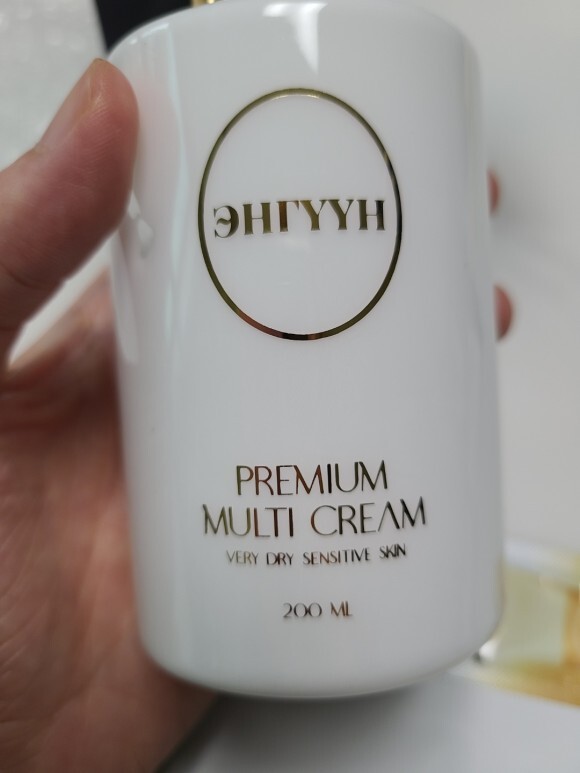 ЭНГҮҮН
PREMIUM
MULTI CREAM
VERY DRY SENSITIVE SKIN
200 ML